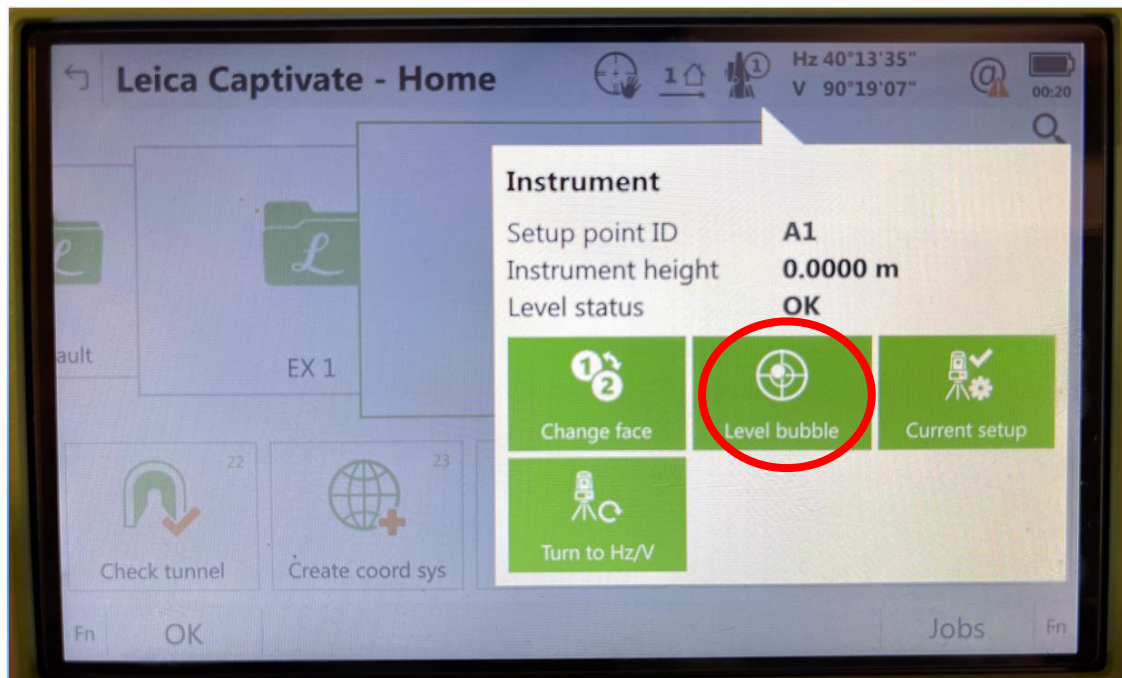 Leica Captivate - Home
1
1
Hz 40°13'35"
V 90°19'07"
@
00:20
Instrument
Setup point ID A1
Instrument height 0.0000 m
Level status OK
1 2
Change face
Level bubble
Current setup
Turn to Hz/V
L
L
ault
EX 1
22
Check tunnel
23
Create coord sys
Fn
OK
Jobs
Fn